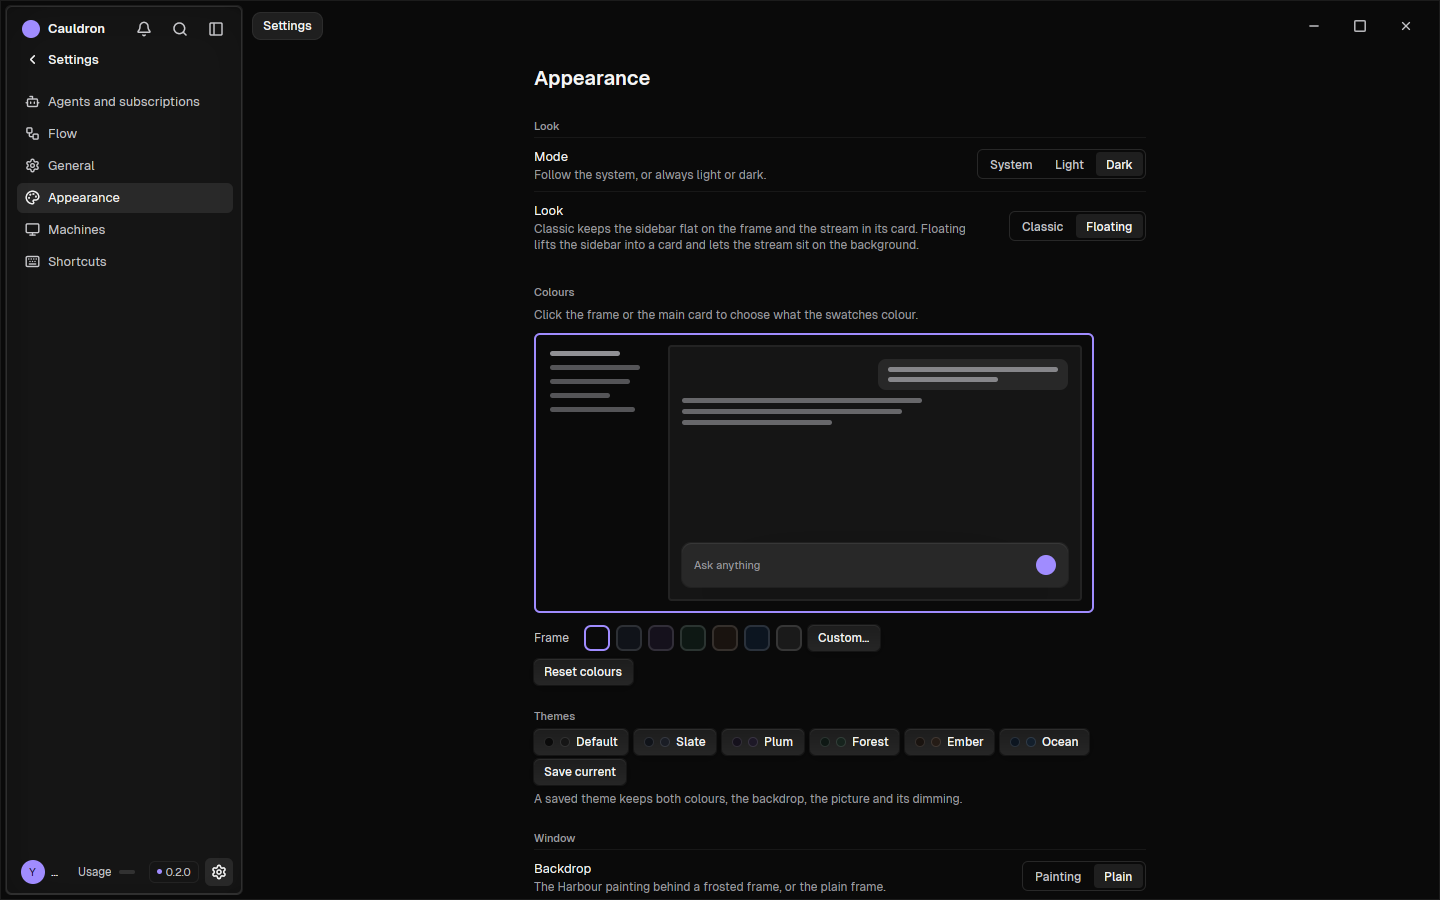 Cauldron
Settings
Settings
Agents and subscriptions
Flow
General
Appearance
Machines
Shortcuts
Appearance
Look
Mode
Follow the system, or always light or dark.
System Light Dark
Look
Classic keeps the sidebar flat on the frame and the stream in its card. Floating
lifts the sidebar into a card and lets the stream sit on the background.
Classic Floating
Colours
Click the frame or the main card to choose what the swatches colour.
Ask anything
Frame Custom...
Reset colours
Themes
Default Slate Plum Forest Ember Ocean
Save current
A saved theme keeps both colours, the backdrop, the picture and its dimming.
Window
Backdrop
The Harbour painting behind a frosted frame, or the plain frame.
Painting Plain
Y ... Usage 0.2.0